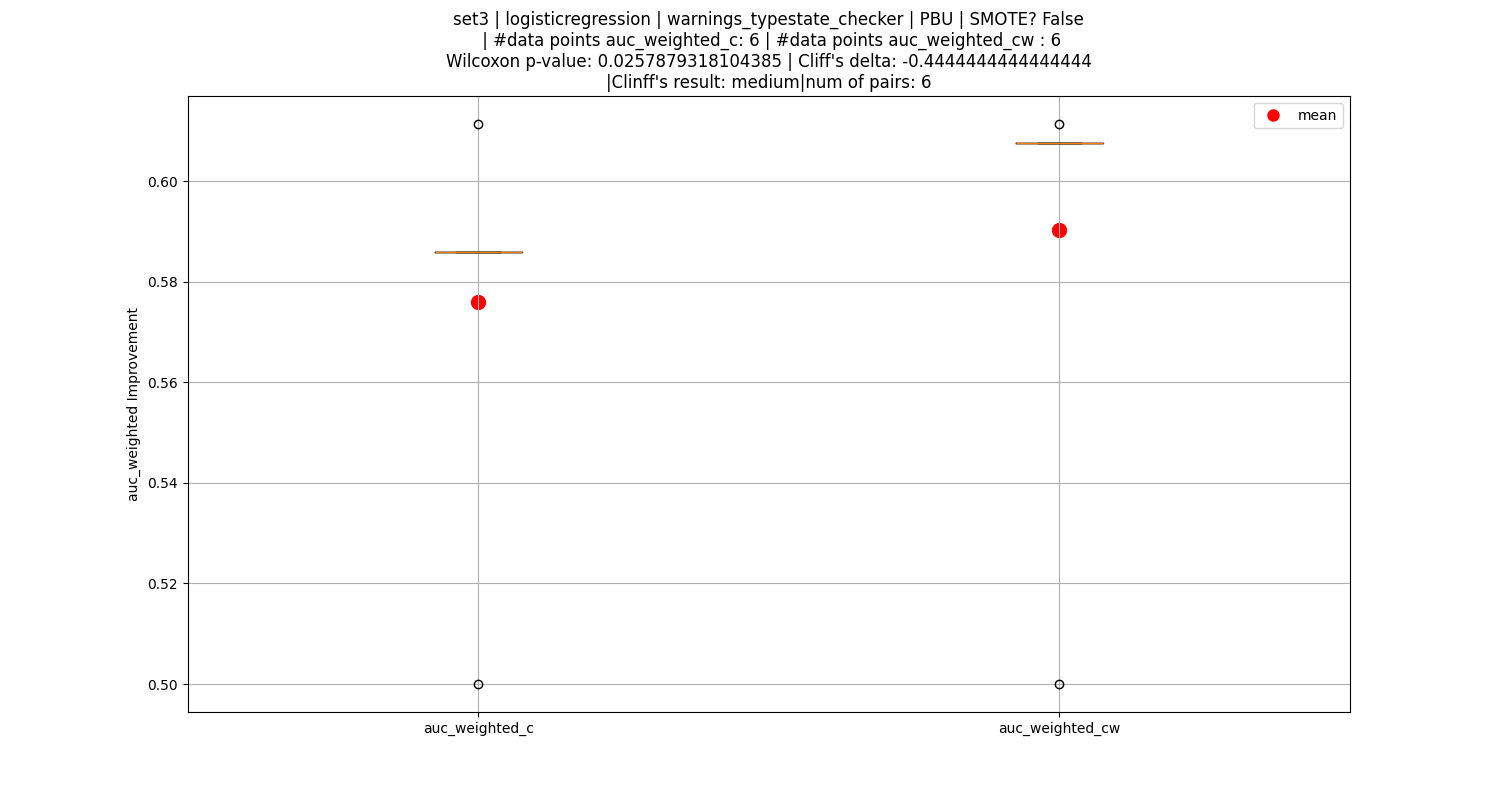 set3 | logisticregression | warnings_typestate_checker | PBU | SMOTE? False
| #data points auc_weighted_c: 6 | #data points auc_weighted_cw : 6
Wilcoxon p-value: 0.0257879318104385 | Cliff's delta: -0.4444444444444444
|Clinff's result: medium|num of pairs: 6
mean
auc_weighted Improvement
0.60
0.58
0.56
0.54
0.52
0.50
auc_weighted_c
auc_weighted_cw